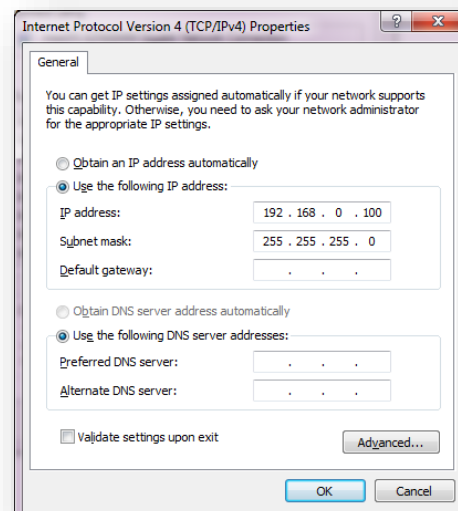 Internet Protocol Version 4 (TCP/IPv4) Properties
General
You can get IP settings assigned automatically if your network supports
this capability. Otherwise, you need to ask your network administrator
for the appropriate IP settings.
Obtain an IP address automatically
Use the following IP address:
IP address: 192 . 168 . 0 . 100
Subnet mask: 255 . 255 . 255 . 0
Default gateway: . . .
Obtain DNS server address automatically
Use the following DNS server addresses:
Preferred DNS server: . . .
Alternate DNS server: . . .
Validate settings upon exit
Advanced...
OK Cancel